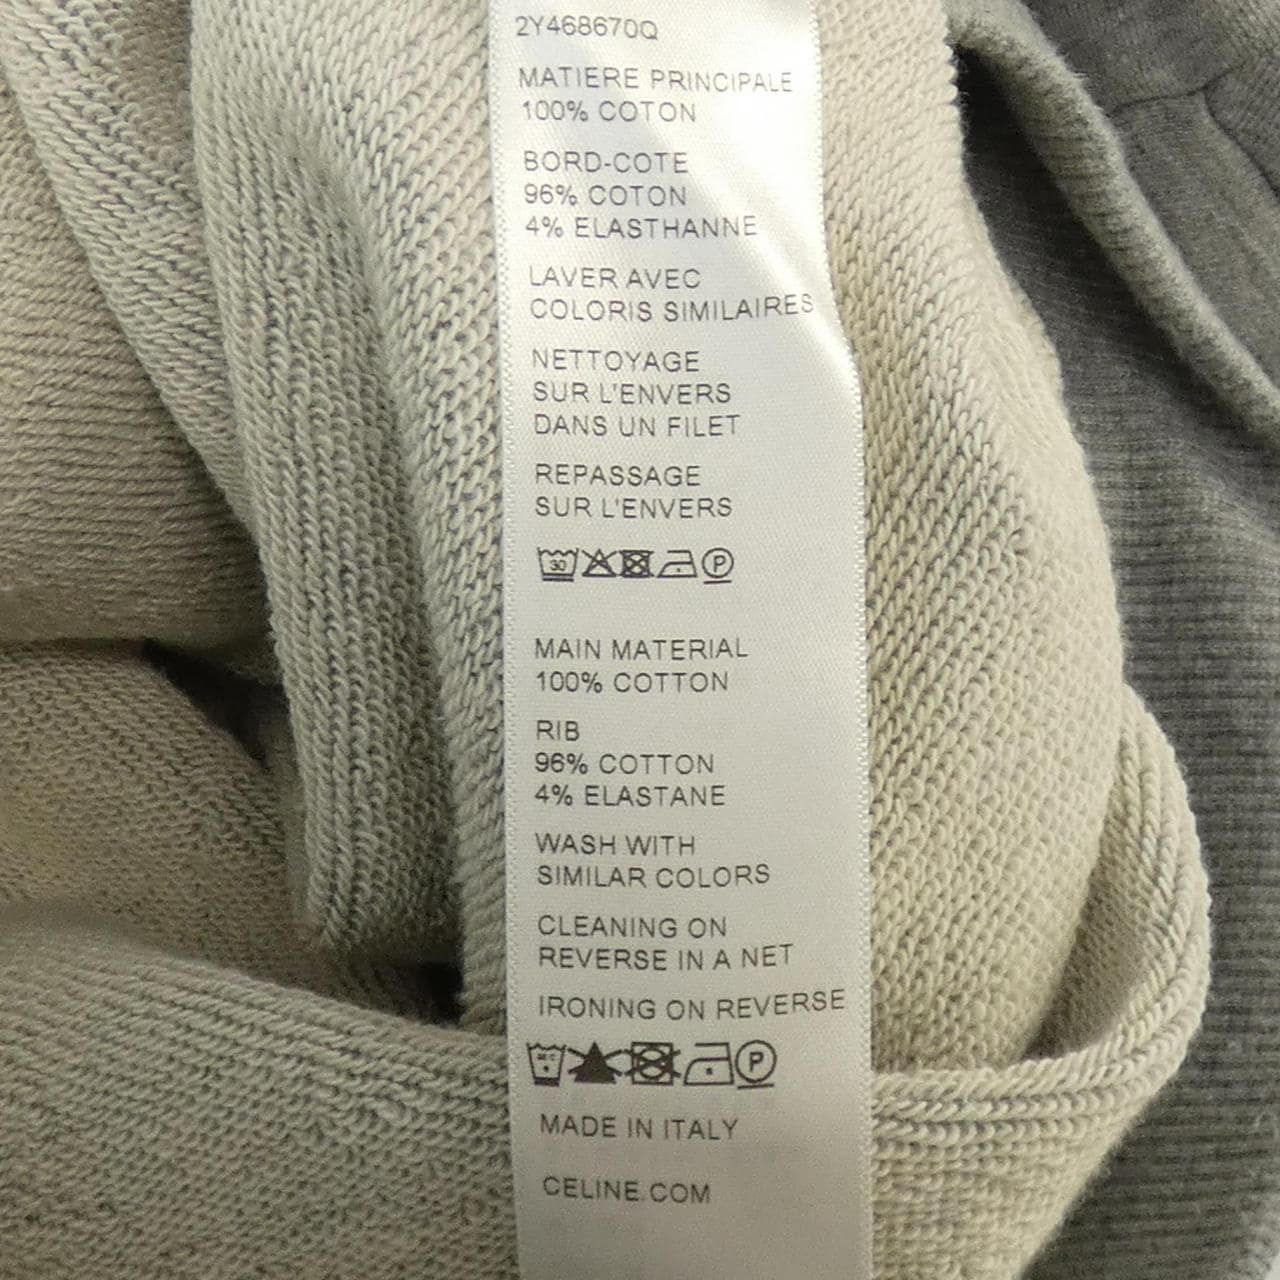 2Y468670Q
MATIERE PRINCIPALE
100% COTON
BORD-COTE
96% COTON
4% ELASTHANNE
LAVER AVEC
COLORIS SIMILAIRES
NETTOYAGE
SUR L'ENVERS
DANS UN FILET
REPASSAGE
SUR L'ENVERS
30 P
MAIN MATERIAL
100% COTTON
RIB
96% COTTON
4% ELASTANE
WASH WITH
SIMILAR COLORS
CLEANING ON
REVERSE IN A NET
IRONING ON REVERSE
P
MADE IN ITALY
CELINE.COM